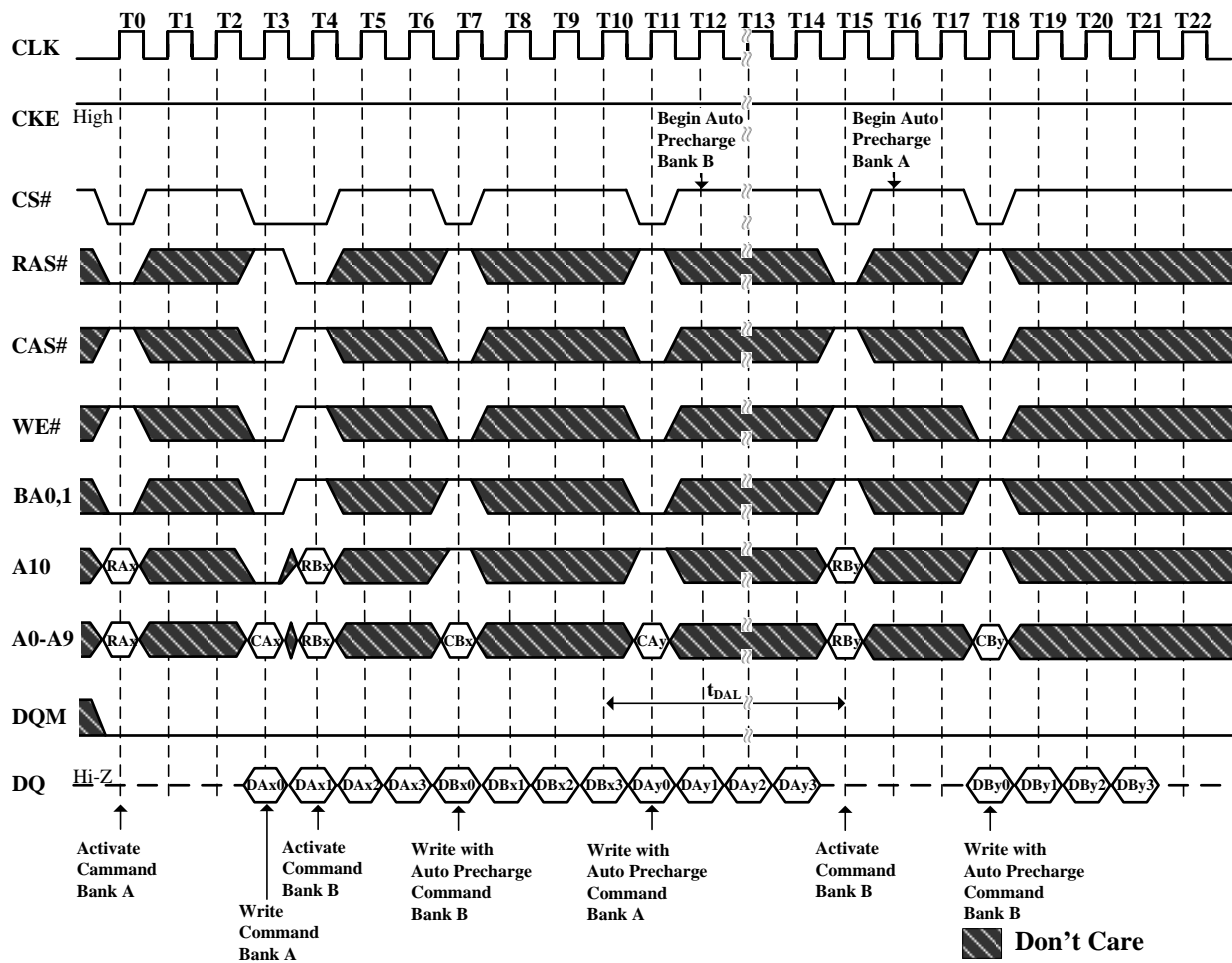 T0 T1 T2 T3 T4 T5 T6 T7 T8 T9 T10 T11 T12 T13 T14 T15 T16 T17 T18 T19 T20 T21 T22
CLK
CKE High
Begin Auto
Precharge
Bank B
Begin Auto
Precharge
Bank A
CS#
RAS#
CAS#
WE#
BA0,1
A10 RAx RBx RBy
A0-A9 RAx CAx RBx CBx CAy RBy CBy
tDAL
DQM
DQ Hi-Z DAx0 DAx1 DAx2 DAx3 DBx0 DBx1 DBx2 DBx3 DAy0 DAy1 DAy2 DAy3 DBy0 DBy1 DBy2 DBy3
Activate
Cammand
Bank A
Write
Command
Bank A
Activate
Command
Bank B
Write with
Auto Precharge
Command
Bank B
Write with
Auto Precharge
Command
Bank A
Activate
Command
Bank B
Write with
Auto Precharge
Command
Bank B
Don't Care